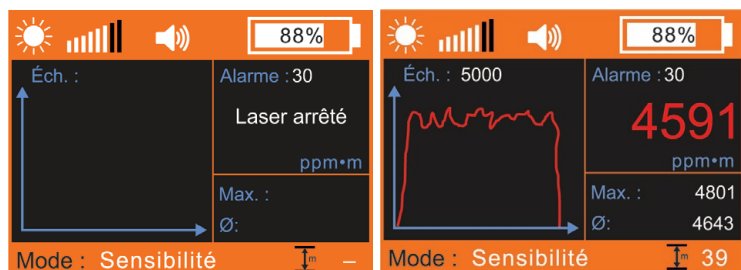 88%
Éch. :
Alarme : 30
Laser arrêté
ppm•m
Max. :
Ø:
Mode : Sensibilité m –
88%
Éch. : 5000
Alarme : 30
4591
ppm•m
Max. : 4801
Ø: 4643
Mode : Sensibilité m 39